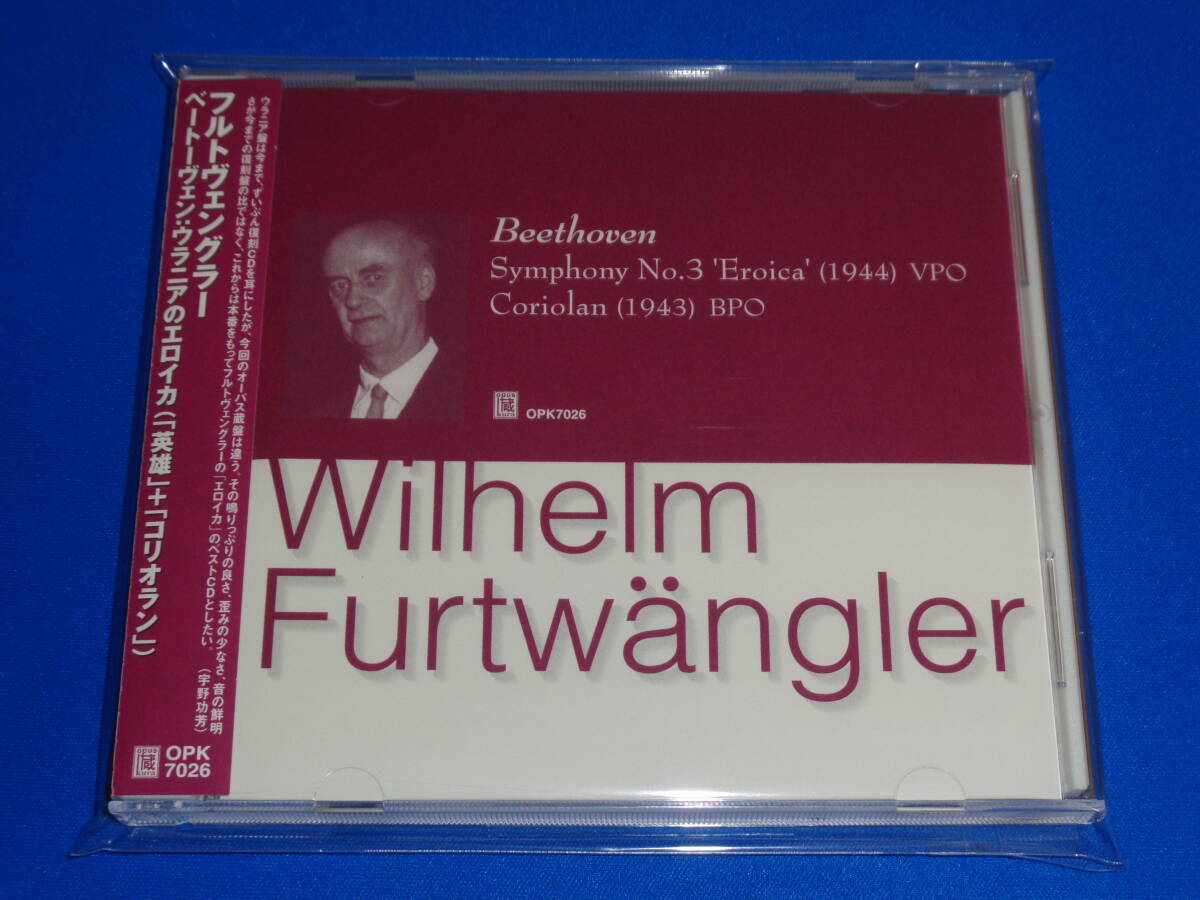 フルトヴェングラー
ベートーヴェン:ウラニアのエロイカ(「英雄」+「コリオラン」)
ウラニア盤は今まで、ずいぶん復刻CDを耳にしたが、今回のオーパス蔵盤は違う。その鳴りっぷりの良さ、歪みの少なさ、音の鮮明
さが今までの復刻盤の比ではなく、これからは本番をもってフルトヴェングラーの「エロイカ」のベストCDとしたい。
(宇野功芳)
opus
蔵
kura
OPK
7026
Beethoven
Symphony No.3 'Eroica' (1944) VPO
Coriolan (1943) BPO
opus
蔵
kura
OPK7026
Wilhelm
Furtwängler